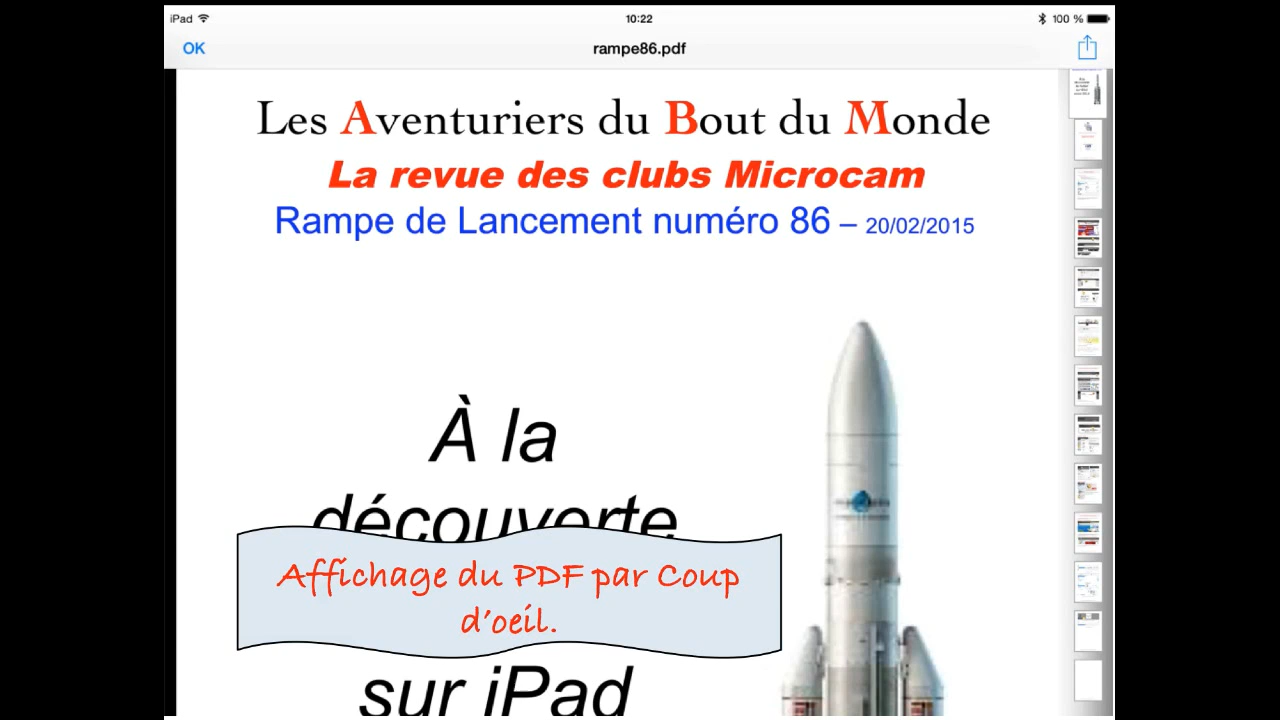 iPad 10:22 100 %
OK rampe86.pdf
Les Aventuriers du Bout du Monde
La revue des clubs Microcam
Rampe de Lancement numéro 86 – 20/02/2015
À la
découverte
Affichage du PDF par Coup
d'oeil.
sur iPad